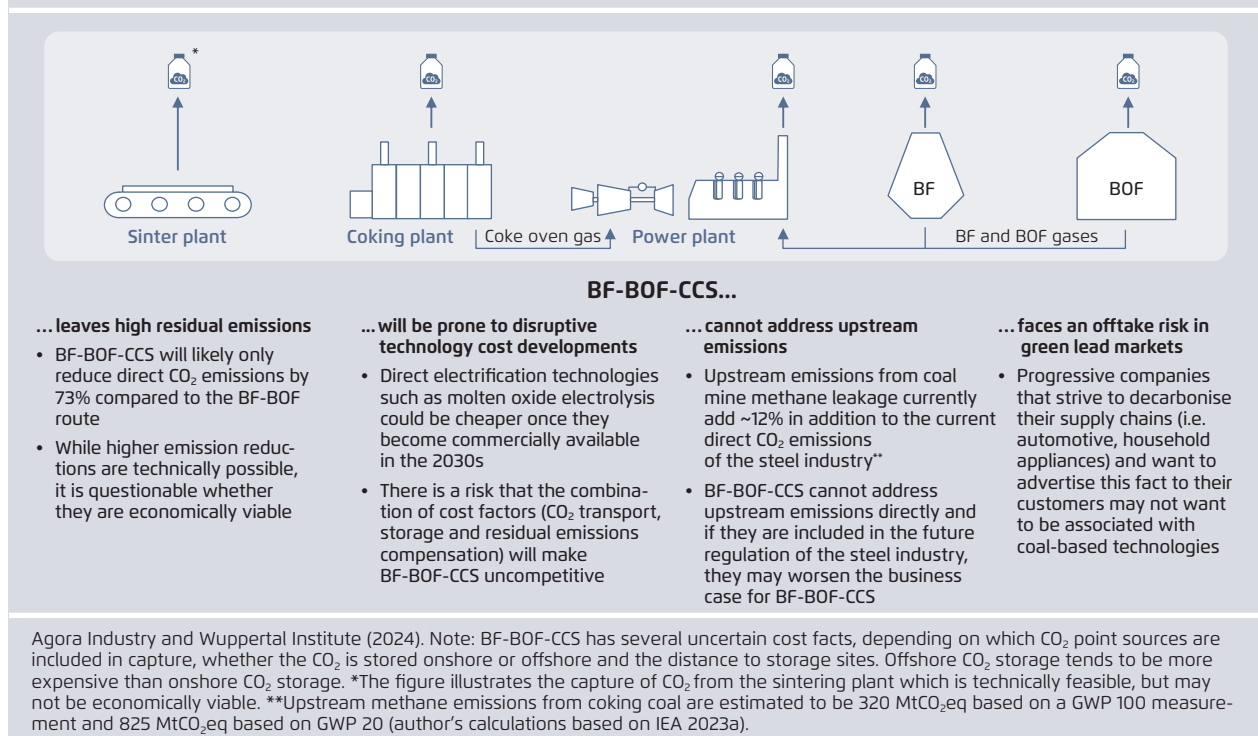 *
CO₂
CO₂
CO₂
CO₂
CO₂
BF
BOF
Sinter plant
Coking plant
Coke oven gas
Power plant
BF and BOF gases
BF-BOF-CCS...
...leaves high residual emissions
• BF-BOF-CCS will likely only
reduce direct CO₂ emissions by
73% compared to the BF-BOF
route
• While higher emission reduc-
tions are technically possible,
it is questionable whether
they are economically viable
...will be prone to disruptive
technology cost developments
• Direct electrification technologies
such as molten oxide electrolysis
could be cheaper once they
become commercially available
in the 2030s
• There is a risk that the combina-
tion of cost factors (CO₂ transport,
storage and residual emissions
compensation) will make
BF-BOF-CCS uncompetitive
...cannot address upstream
emissions
• Upstream emissions from coal
mine methane leakage currently
add ~12% in addition to the current
direct CO₂ emissions
of the steel industry**
• BF-BOF-CCS cannot address
upstream emissions directly and
if they are included in the future
regulation of the steel industry,
they may worsen the business
case for BF-BOF-CCS
...faces an offtake risk in
green lead markets
• Progressive companies
that strive to decarbonise
their supply chains (i.e.
automotive, household
appliances) and want to
advertise this fact to their
customers may not want
to be associated with
coal-based technologies
Agora Industry and Wuppertal Institute (2024). Note: BF-BOF-CCS has several uncertain cost facts, depending on which CO₂ point sources are
included in capture, whether the CO₂ is stored onshore or offshore and the distance to storage sites. Offshore CO₂ storage tends to be more
expensive than onshore CO₂ storage. *The figure illustrates the capture of CO₂ from the sintering plant which is technically feasible, but may
not be economically viable. **Upstream methane emissions from coking coal are estimated to be 320 MtCO₂eq based on a GWP 100 measure-
ment and 825 MtCO₂eq based on GWP 20 (author's calculations based on IEA 2023a).